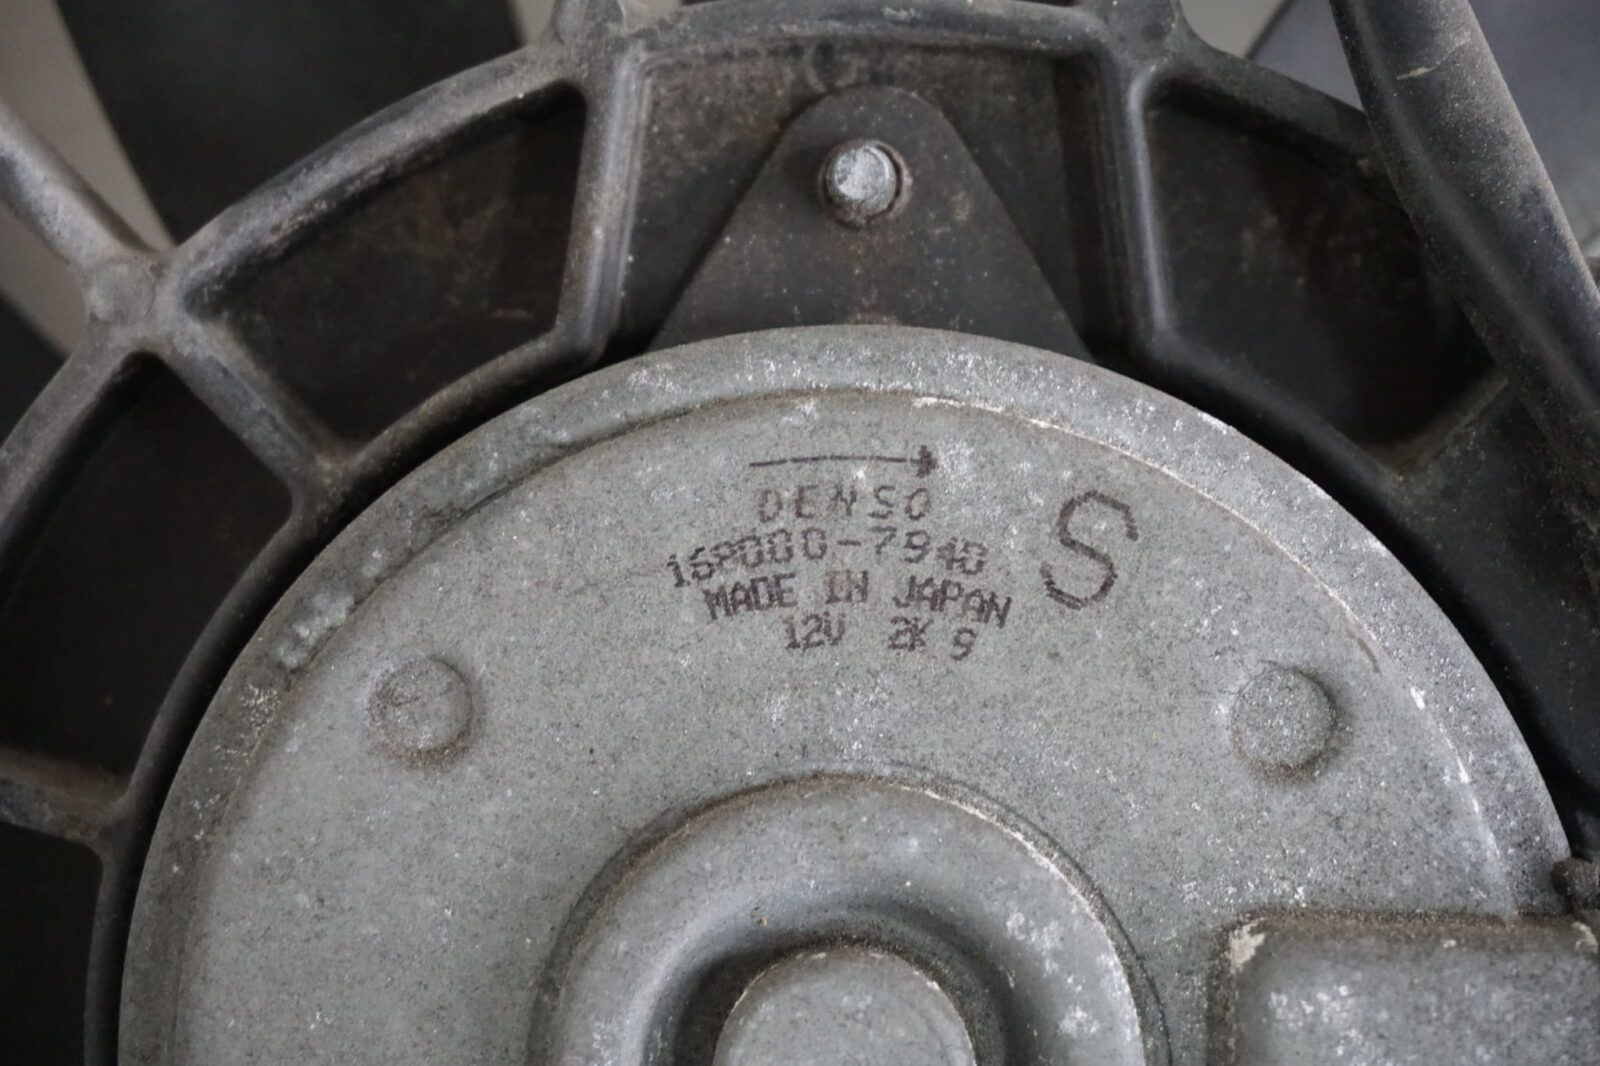 DENSO
168000-7940
MADE IN JAPAN
12V 2K 9
S